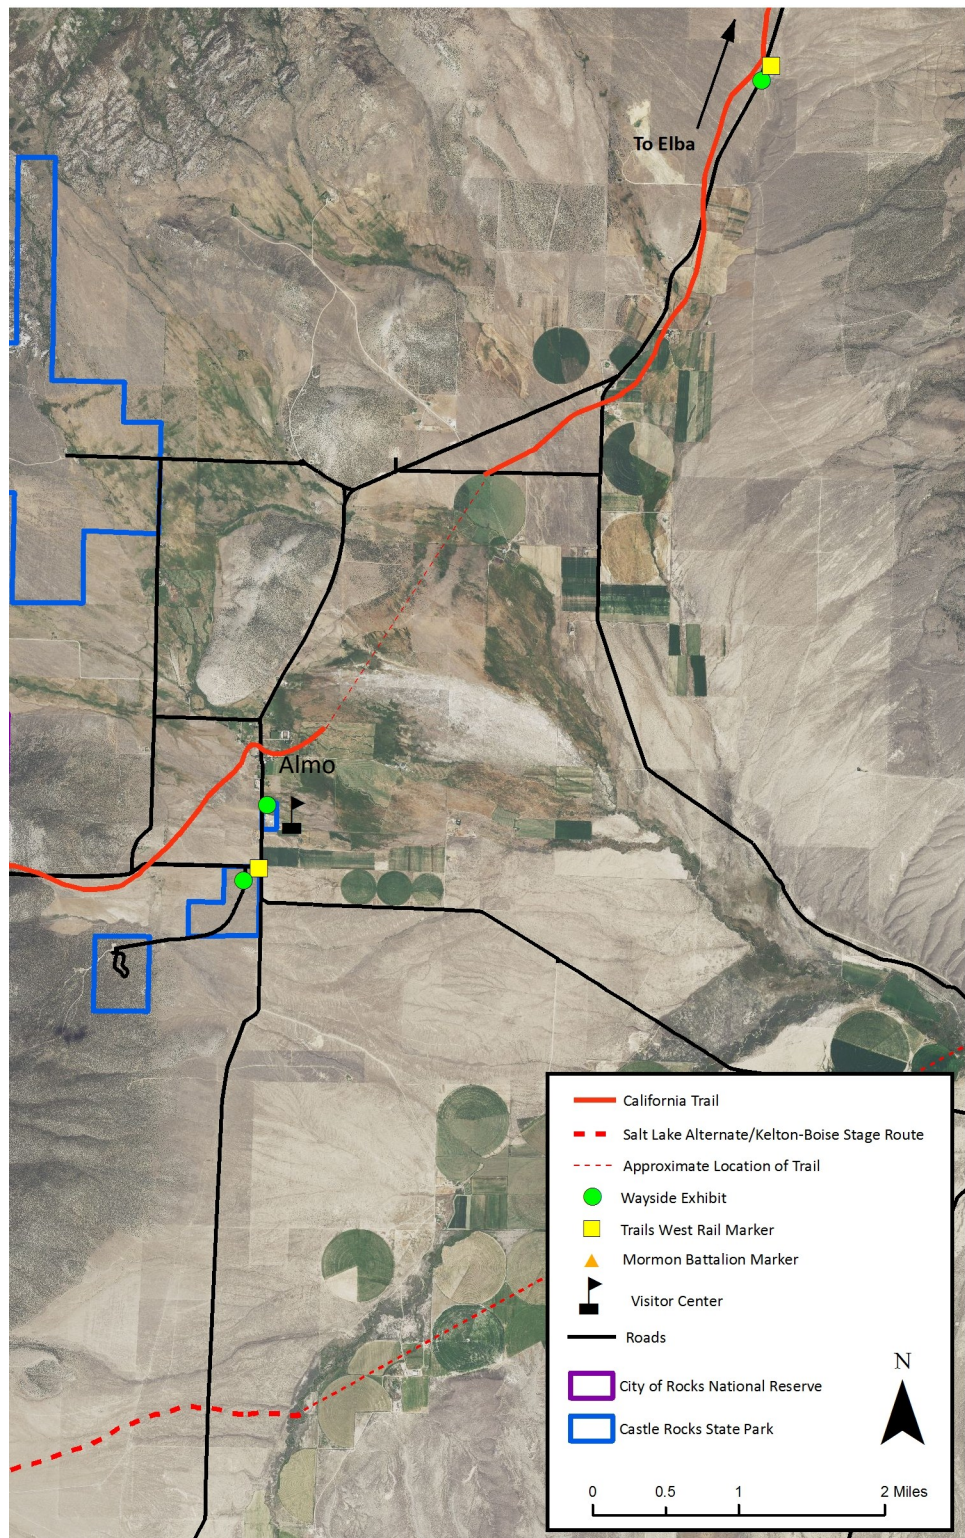 To Elba
Almo
California Trail
Salt Lake Alternate/Kelton-Boise Stage Route
Approximate Location of Trail
Wayside Exhibit
Trails West Rail Marker
Mormon Battalion Marker
Visitor Center
Roads
N
City of Rocks National Reserve
Castle Rocks State Park
0 0.5 1 2 Miles